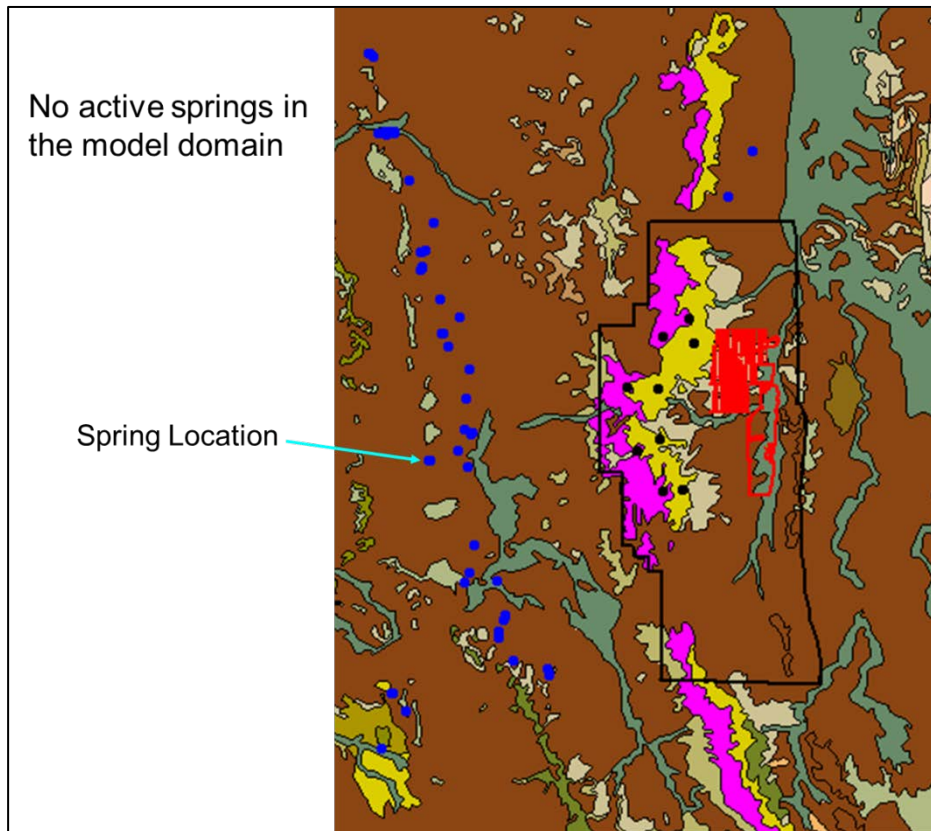 No active springs in
the model domain
Spring Location